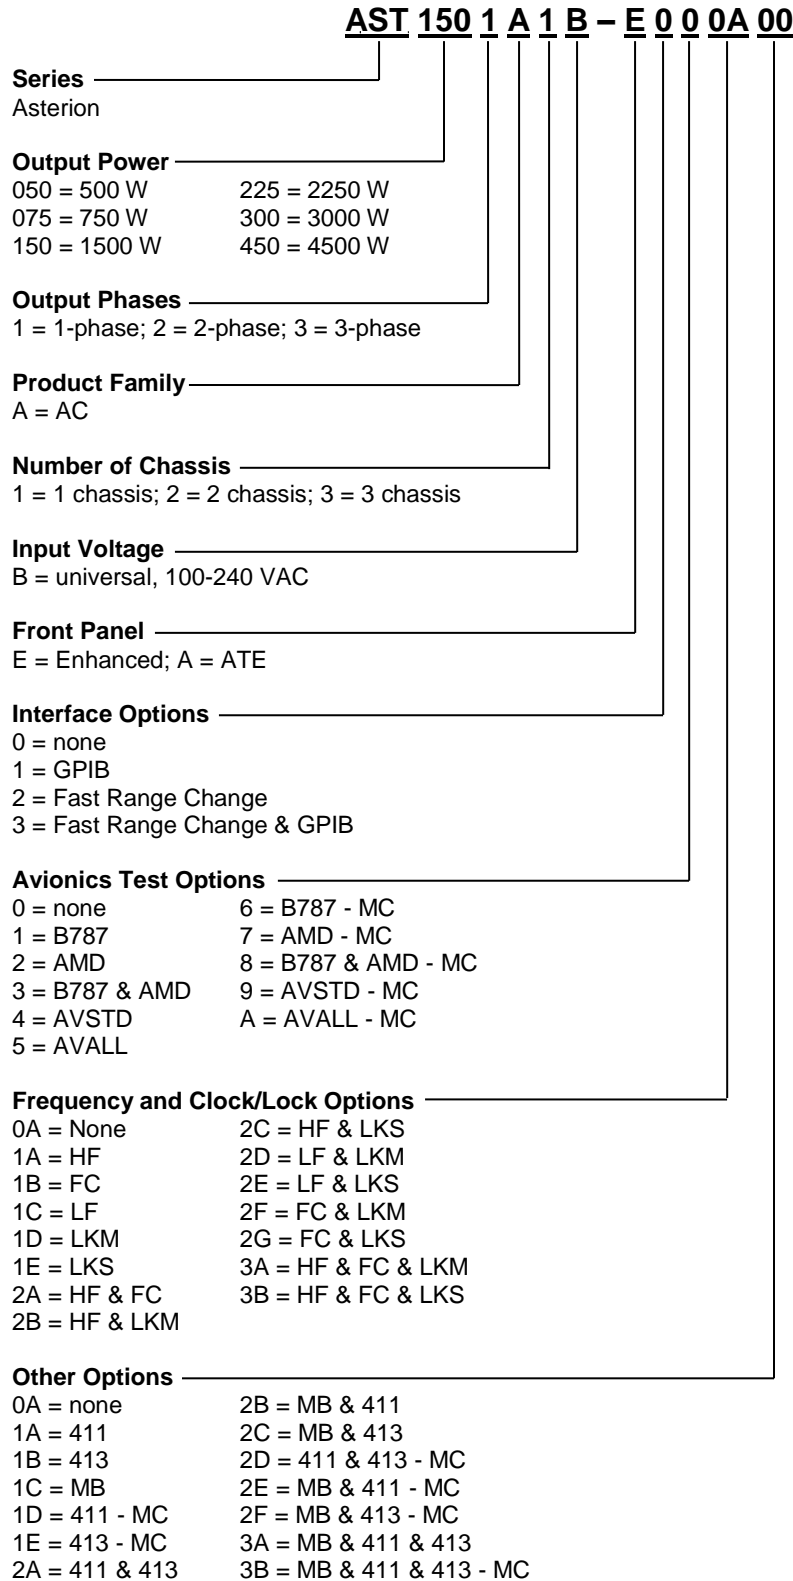 AST 150 1 A 1 B – E 0 0 0A 00
Series
Asterion
Output Power
050 = 500 W 225 = 2250 W
075 = 750 W 300 = 3000 W
150 = 1500 W 450 = 4500 W
Output Phases
1 = 1-phase; 2 = 2-phase; 3 = 3-phase
Product Family
A = AC
Number of Chassis
1 = 1 chassis; 2 = 2 chassis; 3 = 3 chassis
Input Voltage
B = universal, 100-240 VAC
Front Panel
E = Enhanced; A = ATE
Interface Options
0 = none
1 = GPIB
2 = Fast Range Change
3 = Fast Range Change & GPIB
Avionics Test Options
0 = none 6 = B787 - MC
1 = B787 7 = AMD - MC
2 = AMD 8 = B787 & AMD - MC
3 = B787 & AMD 9 = AVSTD - MC
4 = AVSTD A = AVALL - MC
5 = AVALL
Frequency and Clock/Lock Options
0A = None 2C = HF & LKS
1A = HF 2D = LF & LKM
1B = FC 2E = LF & LKS
1C = LF 2F = FC & LKM
1D = LKM 2G = FC & LKS
1E = LKS 3A = HF & FC & LKM
2A = HF & FC 3B = HF & FC & LKS
2B = HF & LKM
Other Options
0A = none 2B = MB & 411
1A = 411 2C = MB & 413
1B = 413 2D = 411 & 413 - MC
1C = MB 2E = MB & 411 - MC
1D = 411 - MC 2F = MB & 413 - MC
1E = 413 - MC 3A = MB & 411 & 413
2A = 411 & 413 3B = MB & 411 & 413 - MC